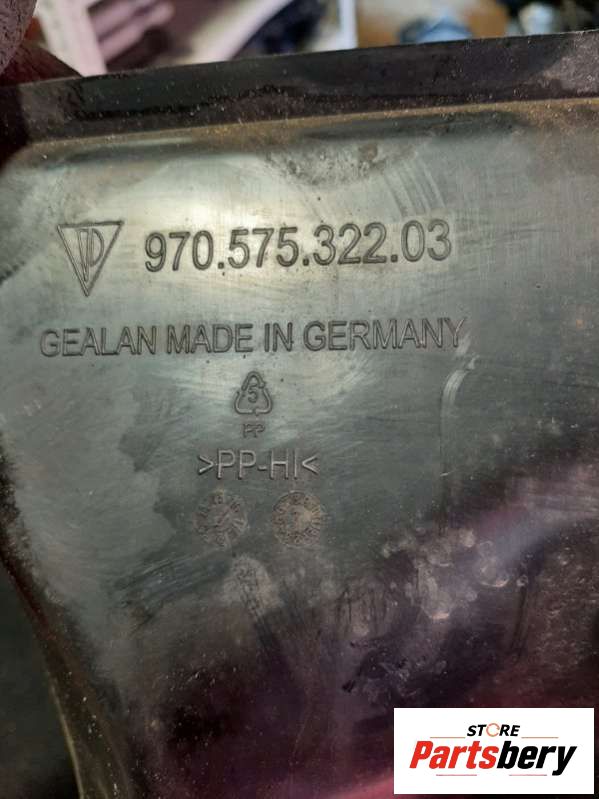 970.575.322.03
GEALAN MADE IN GERMANY
5
PP
>PP-HI<
STORE
Partsbery